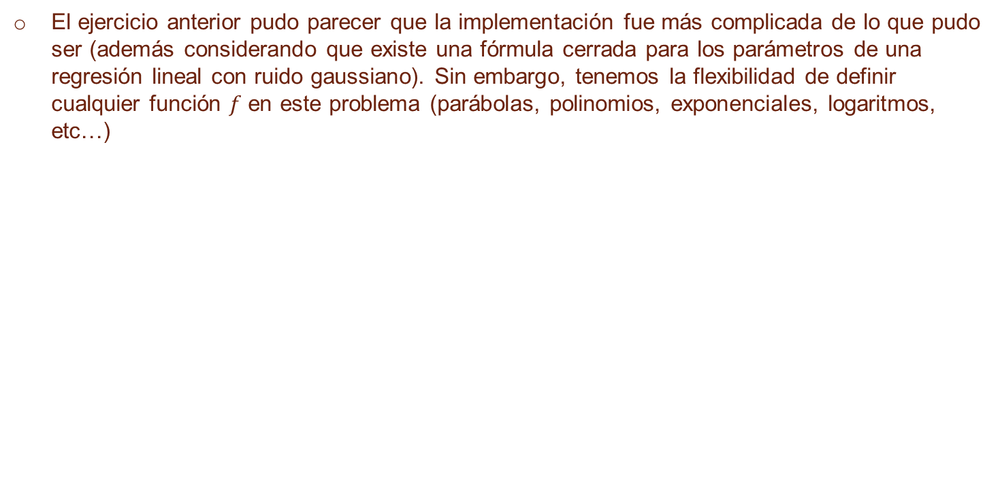 ○ El ejercicio anterior pudo parecer que la implementación fue más complicada de lo que pudo
ser (además considerando que existe una fórmula cerrada para los parámetros de una
regresión lineal con ruido gaussiano). Sin embargo, tenemos la flexibilidad de definir
cualquier función f en este problema (parábolas, polinomios, exponenciales, logaritmos,
etc…)